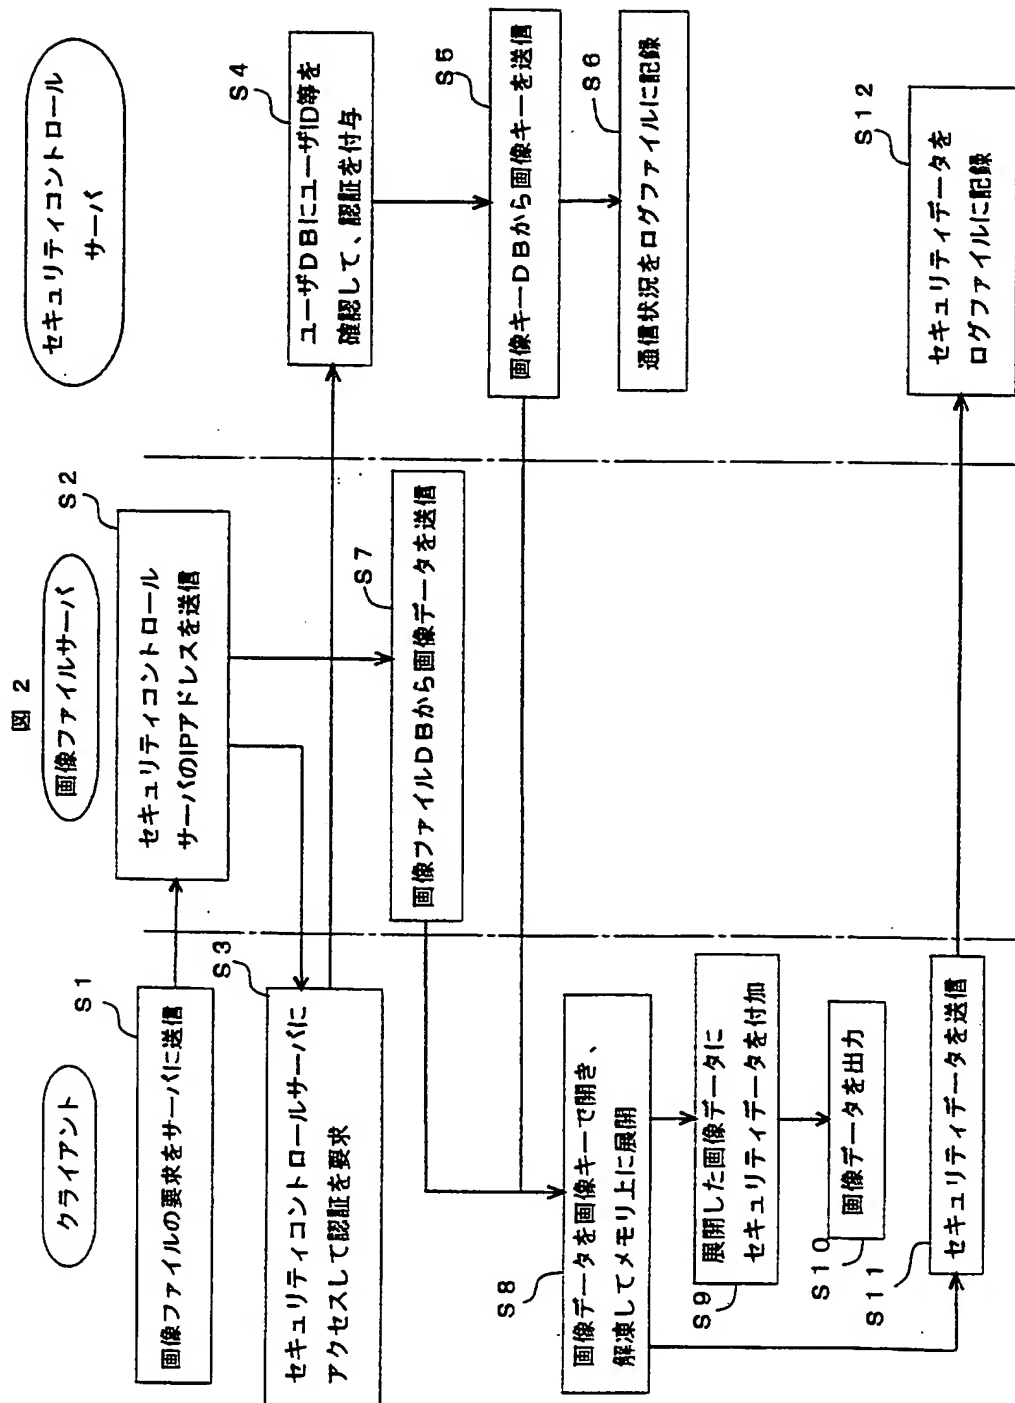 図 2
クライアント
画像ファイルサーバ
セキュリティコントロール
サーバ
S1
画像ファイルの要求をサーバに送信
S2
セキュリティコントロール
サーバのIPアドレスを送信
S3
セキュリティコントロールサーバに
アクセスして認証を要求
S4
ユーザDBにユーザID等を
確認して、認証を付与
S5
画像キーDBから画像キーを送信
S6
通信状況をログファイルに記録
S7
画像ファイルDBから画像データを送信
S8
画像データを画像キーで開き、
解凍してメモリ上に展開
S9
展開した画像データに
セキュリティデータを付加
S10
画像データを出力
S11
セキュリティデータを送信
S12
セキュリティデータを
ログファイルに記録